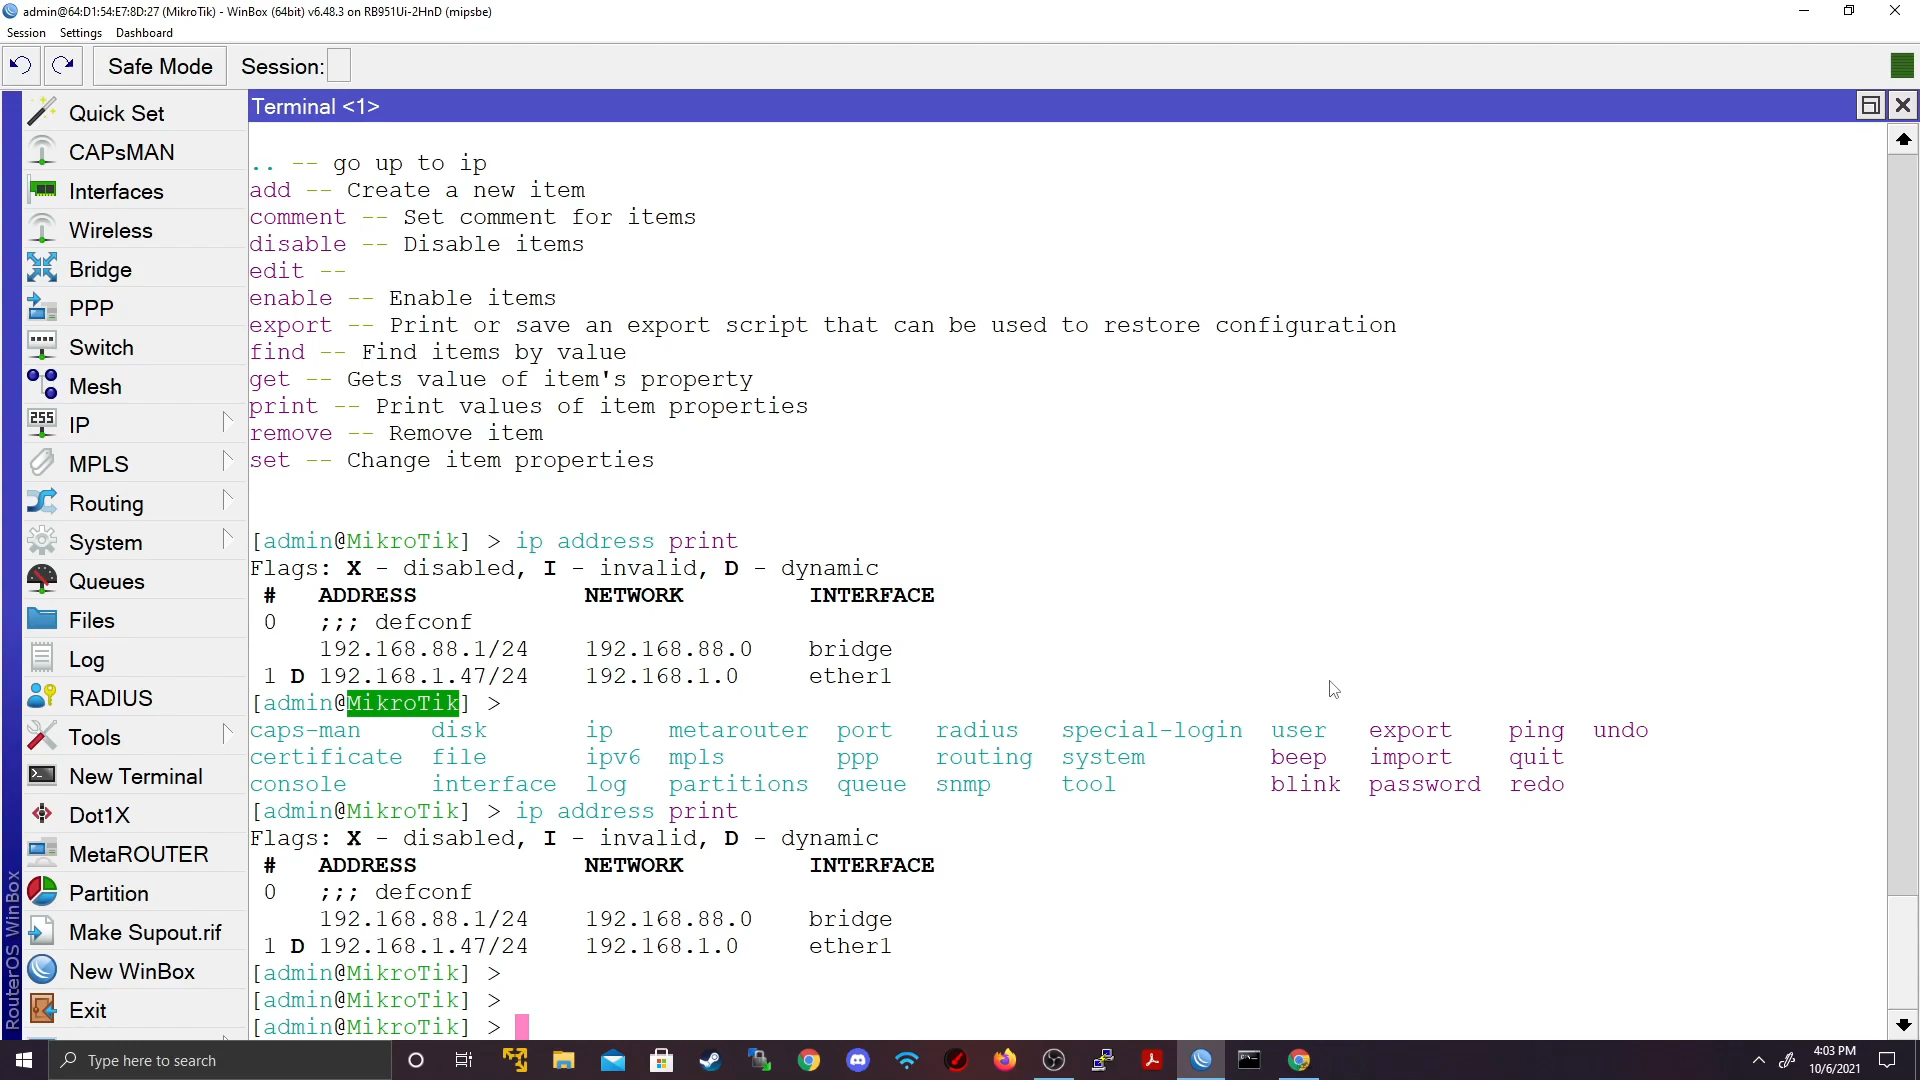 admin@64:D1:54:E7:8D:27 (MikroTik) - WinBox (64bit) v6.48.3 on RB951Ui-2HnD (mipsbe)
Session Settings Dashboard
Safe Mode Session:
Terminal <1>
Quick Set
CAPsMAN
Interfaces
Wireless
Bridge
PPP
Switch
Mesh
255 IP
MPLS
Routing
System
Queues
Files
Log
RADIUS
Tools
New Terminal
Dot1X
MetaROUTER
Partition
Make Supout.rif
New WinBox
Exit
RouterOS WinBox
.. -- go up to ip
add -- Create a new item
comment -- Set comment for items
disable -- Disable items
edit --
enable -- Enable items
export -- Print or save an export script that can be used to restore configuration
find -- Find items by value
get -- Gets value of item's property
print -- Print values of item properties
remove -- Remove item
set -- Change item properties
[admin@MikroTik] > ip address print
Flags: X - disabled, I - invalid, D - dynamic
# ADDRESS NETWORK INTERFACE
0 ;;; defconf
192.168.88.1/24 192.168.88.0 bridge
1 D 192.168.1.47/24 192.168.1.0 ether1
[admin@MikroTik] >
caps-man disk ip metarouter port radius special-login user export ping undo
certificate file ipv6 mpls ppp routing system beep import quit
console interface log partitions queue snmp tool blink password redo
[admin@MikroTik] > ip address print
Flags: X - disabled, I - invalid, D - dynamic
# ADDRESS NETWORK INTERFACE
0 ;;; defconf
192.168.88.1/24 192.168.88.0 bridge
1 D 192.168.1.47/24 192.168.1.0 ether1
[admin@MikroTik] >
[admin@MikroTik] >
[admin@MikroTik] >
Type here to search
4:03 PM
10/6/2021